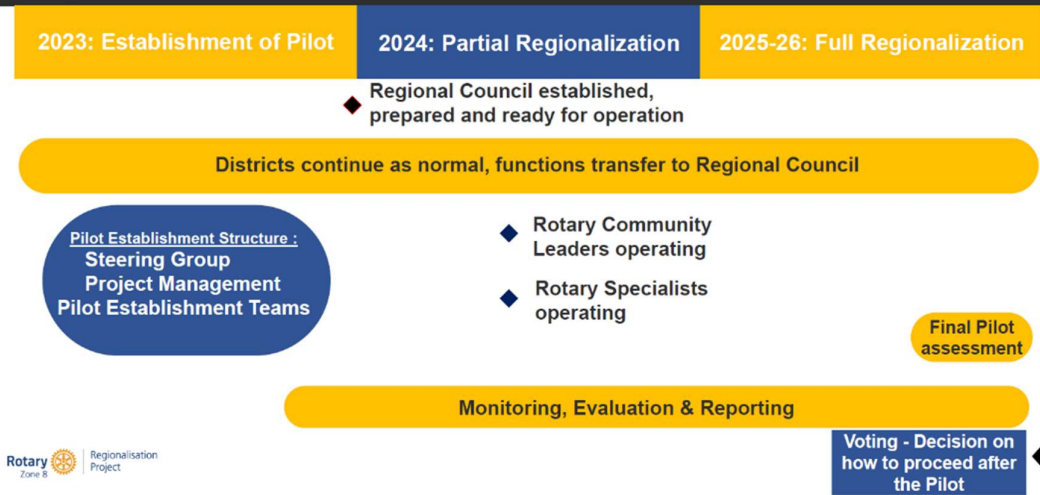 2023: Establishment of Pilot
2024: Partial Regionalization
2025-26: Full Regionalization
Regional Council established,
prepared and ready for operation
Districts continue as normal, functions transfer to Regional Council
Pilot Establishment Structure :
Steering Group
Project Management
Pilot Establishment Teams
Rotary Community
Leaders operating
Rotary Specialists
operating
Final Pilot
assessment
Monitoring, Evaluation & Reporting
Rotary
Zone 8
Regionalisation
Project
Voting - Decision on
how to proceed after
the Pilot